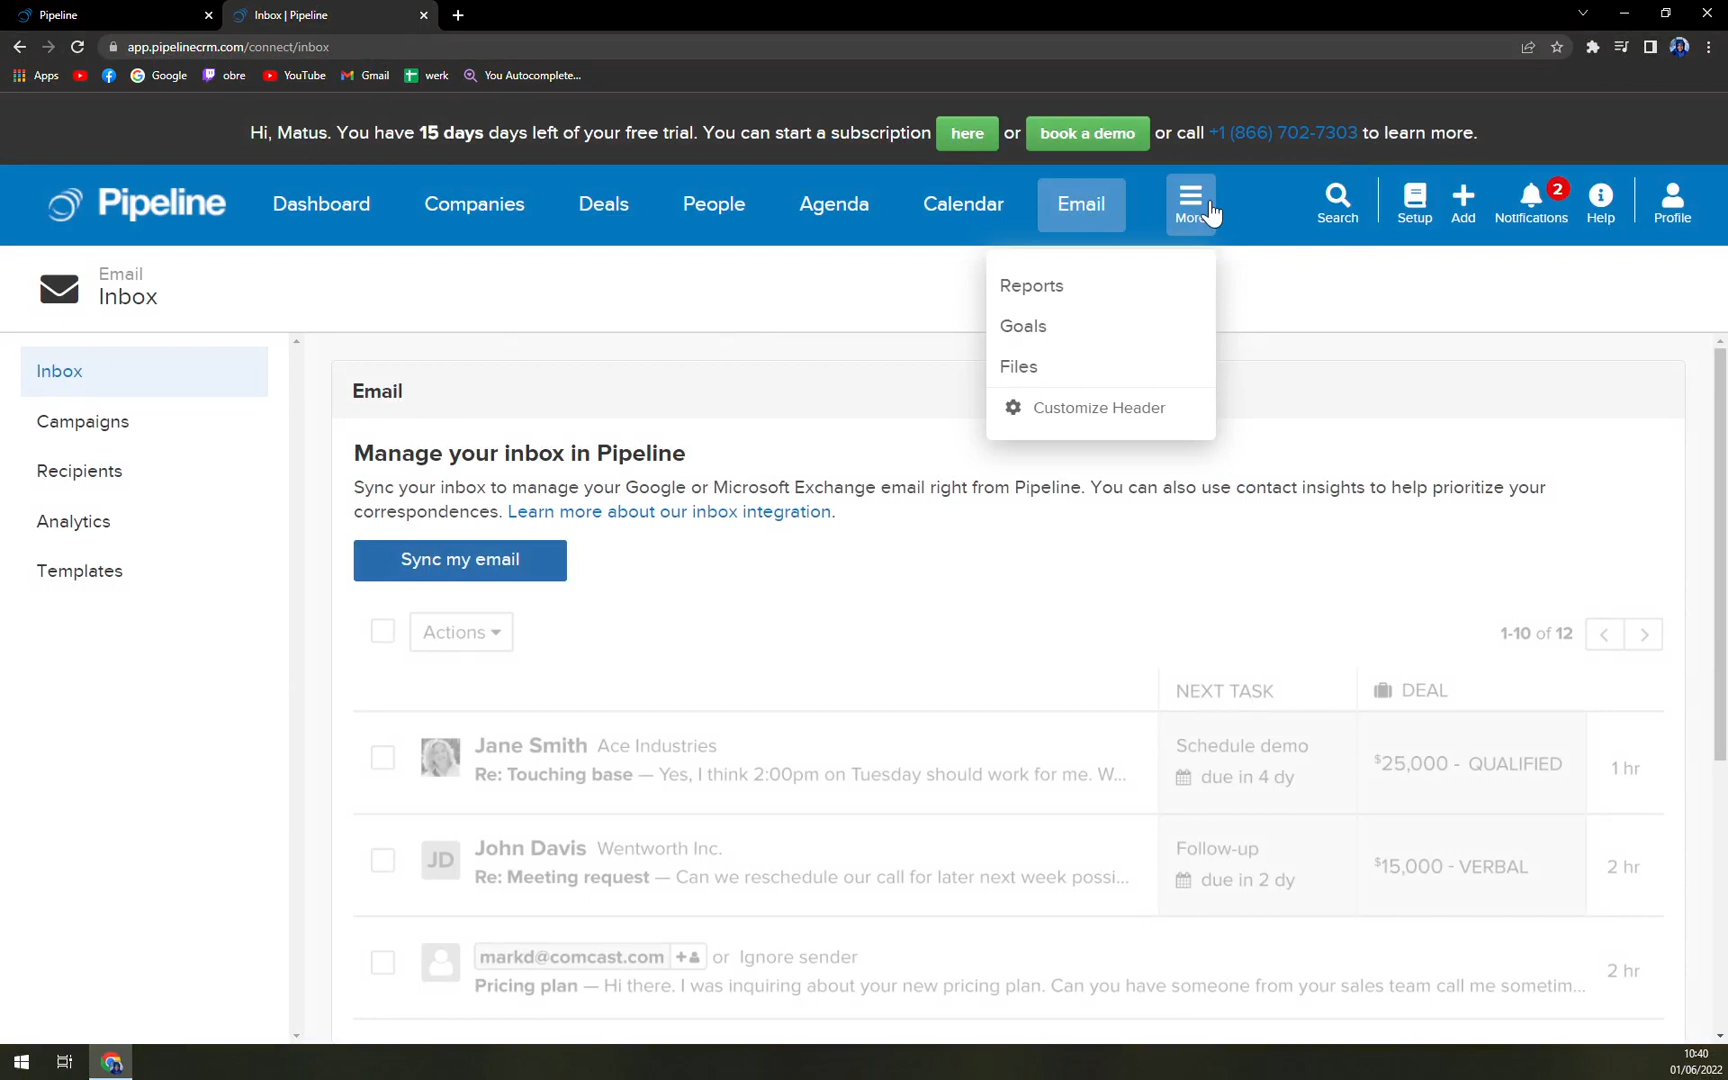 Pipeline
Inbox | Pipeline
app.pipelinecrm.com/connect/inbox
Apps
Google
obre
YouTube
Gmail
werk
You Autocomplete...
Hi, Matus. You have 15 days days left of your free trial. You can start a subscription here or book a demo or call +1 (866) 702-7303 to learn more.
Pipeline
Dashboard
Companies
Deals
People
Agenda
Calendar
Email
More
Search
Setup
Add
2
Notifications
Help
Profile
Reports
Goals
Files
Customize Header
Email
Inbox
Inbox
Campaigns
Recipients
Analytics
Templates
Email
Manage your inbox in Pipeline
Sync your inbox to manage your Google or Microsoft Exchange email right from Pipeline. You can also use contact insights to help prioritize your
correspondences. Learn more about our inbox integration.
Sync my email
Actions
1-10 of 12
NEXT TASK
DEAL
Jane Smith Ace Industries
Re: Touching base — Yes, I think 2:00pm on Tuesday should work for me. W...
Schedule demo
due in 4 dy
$25,000 - QUALIFIED
1 hr
JD
John Davis Wentworth Inc.
Re: Meeting request — Can we reschedule our call for later next week possi...
Follow-up
due in 2 dy
$15,000 - VERBAL
2 hr
markd@comcast.com + or Ignore sender
Pricing plan — Hi there. I was inquiring about your new pricing plan. Can you have someone from your sales team call me sometim...
2 hr
10:40
01/06/2022